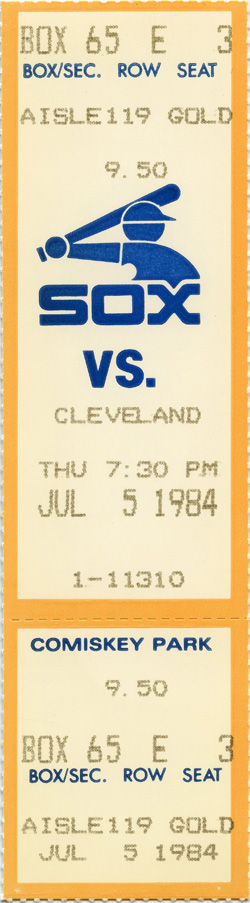 BOX 65 E 3
BOX/SEC. ROW SEAT
AISLE119 GOLD
9.50
SOX
VS.
CLEVELAND
THU 7:30 PM
JUL 5 1984
1-11310
COMISKEY PARK
9.50
BOX 65 E 3
BOX/SEC. ROW SEAT
AISLE119 GOLD
JUL 5 1984